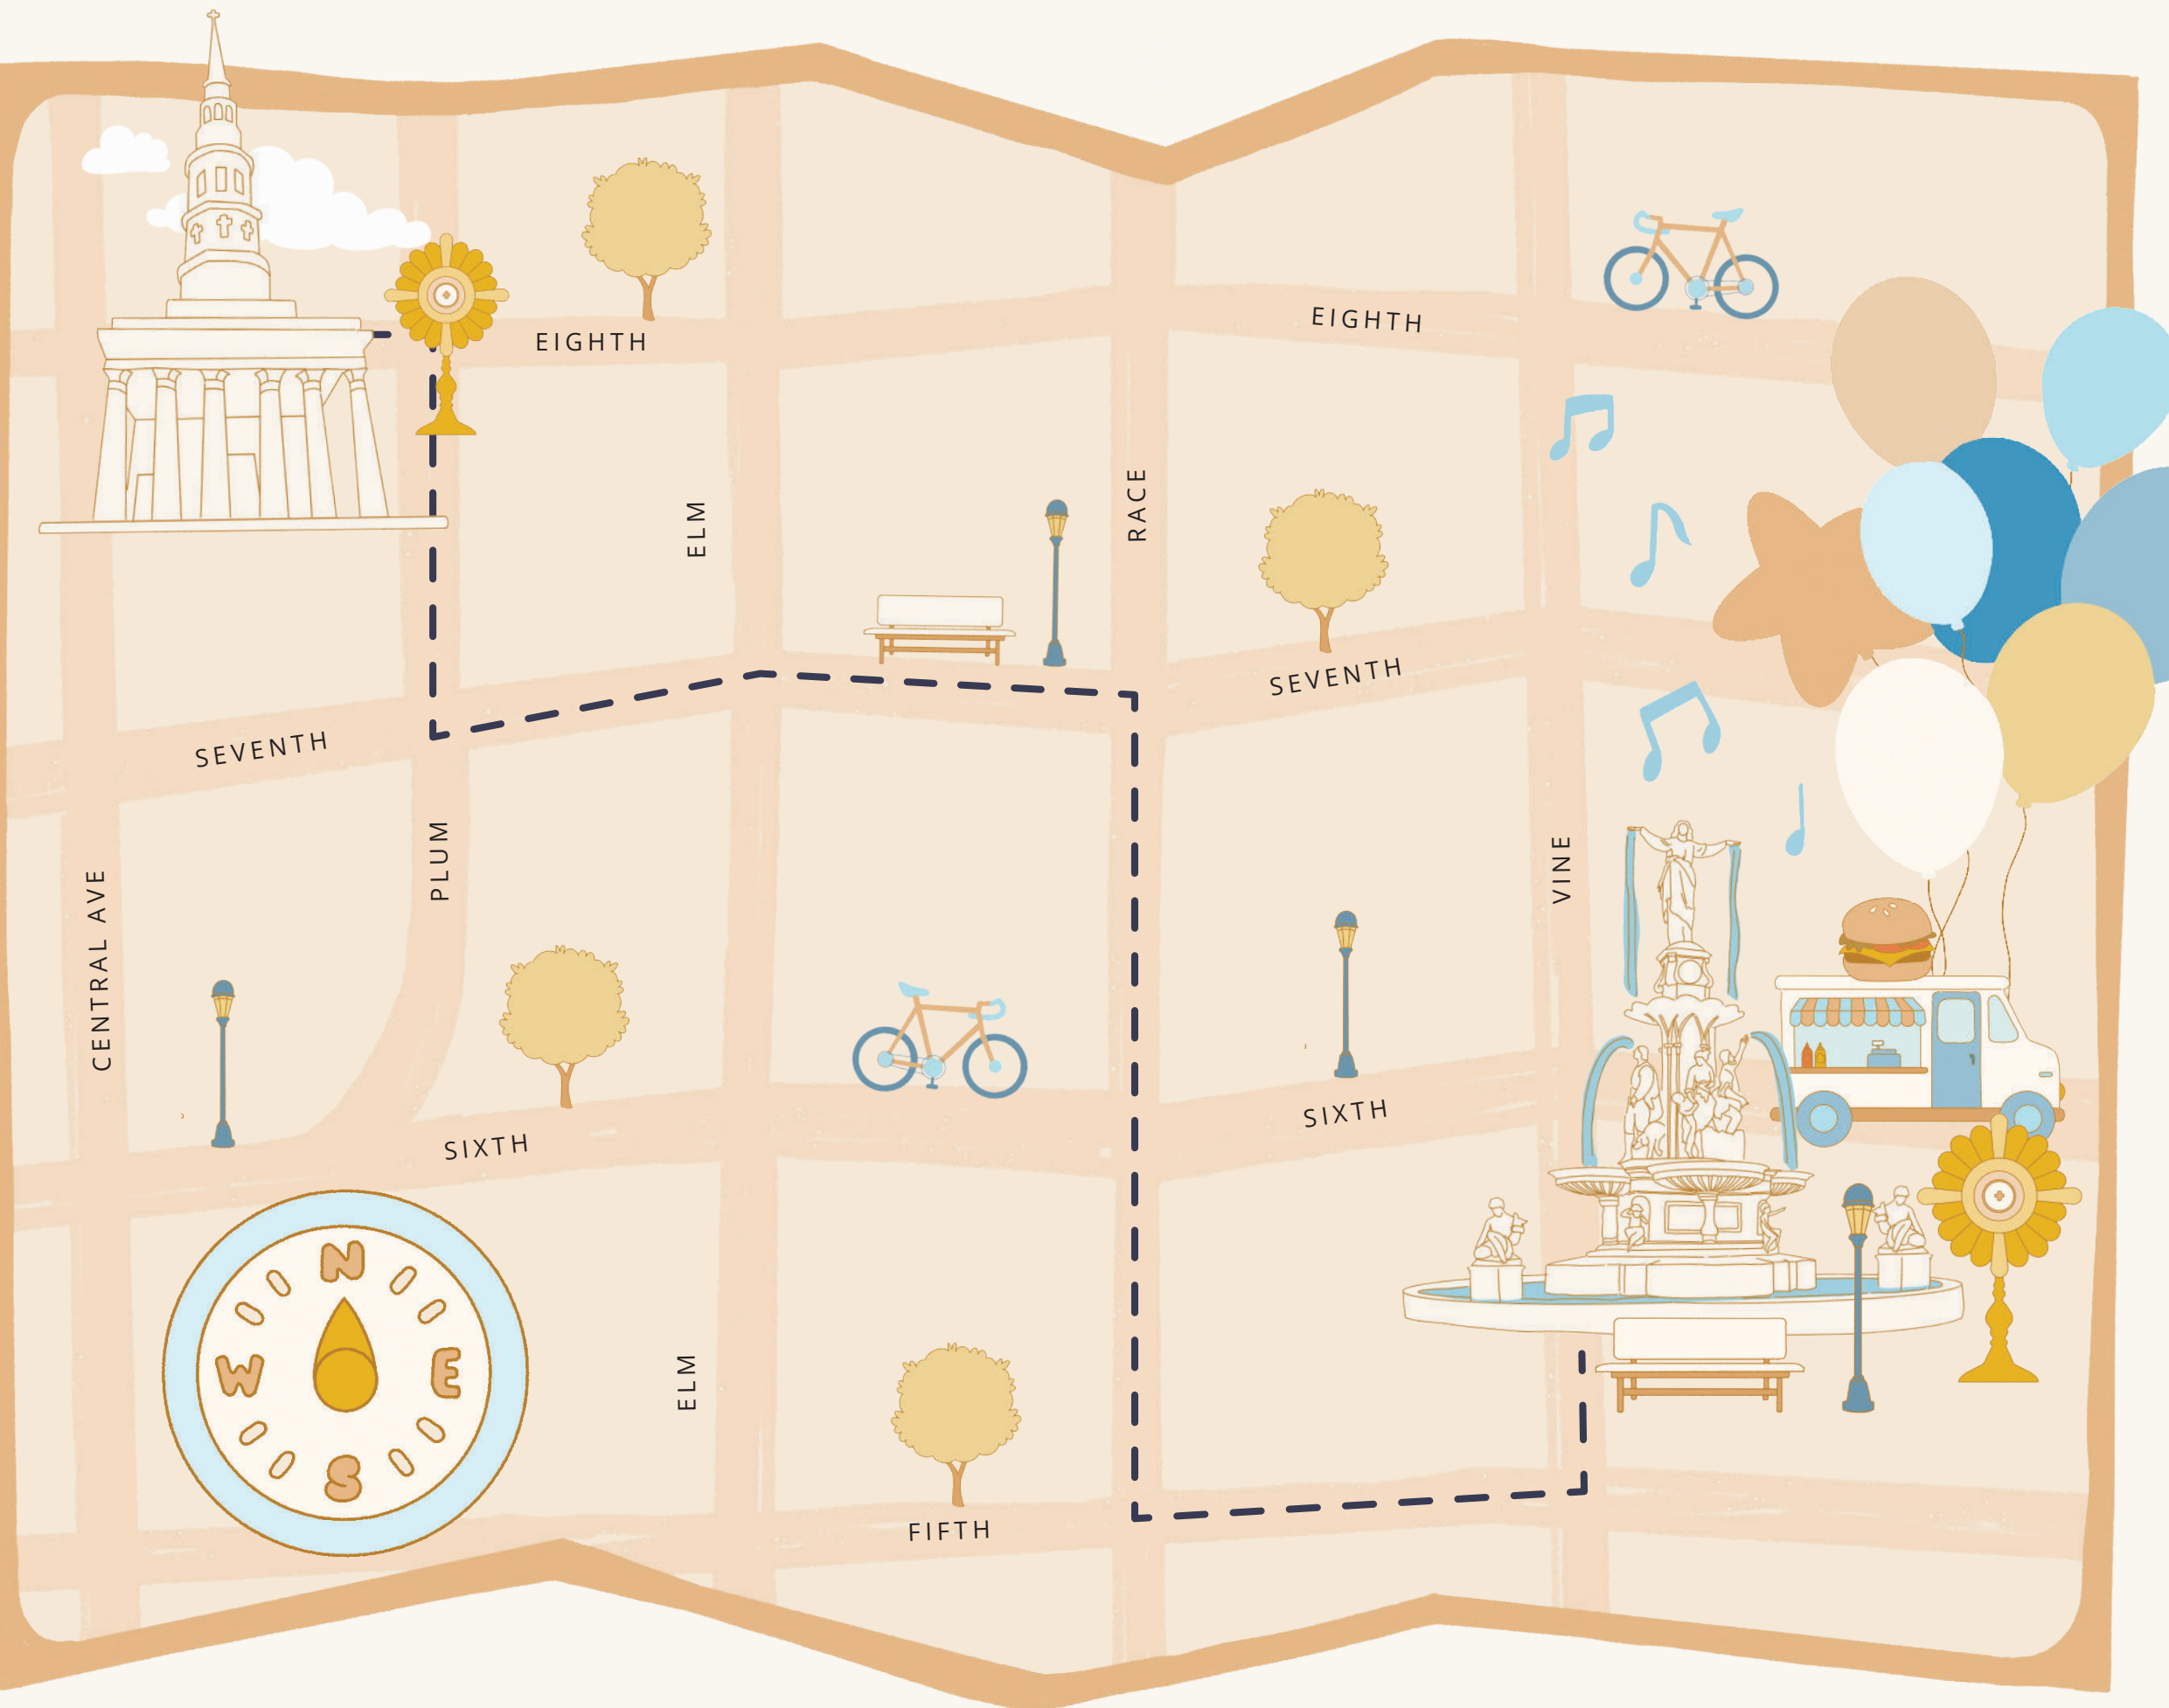 EIGHTH
EIGHTH
ELM
RACE
SEVENTH
SEVENTH
PLUM
VINE
CENTRAL AVE
SIXTH
SIXTH
N
W
E
S
ELM
FIFTH